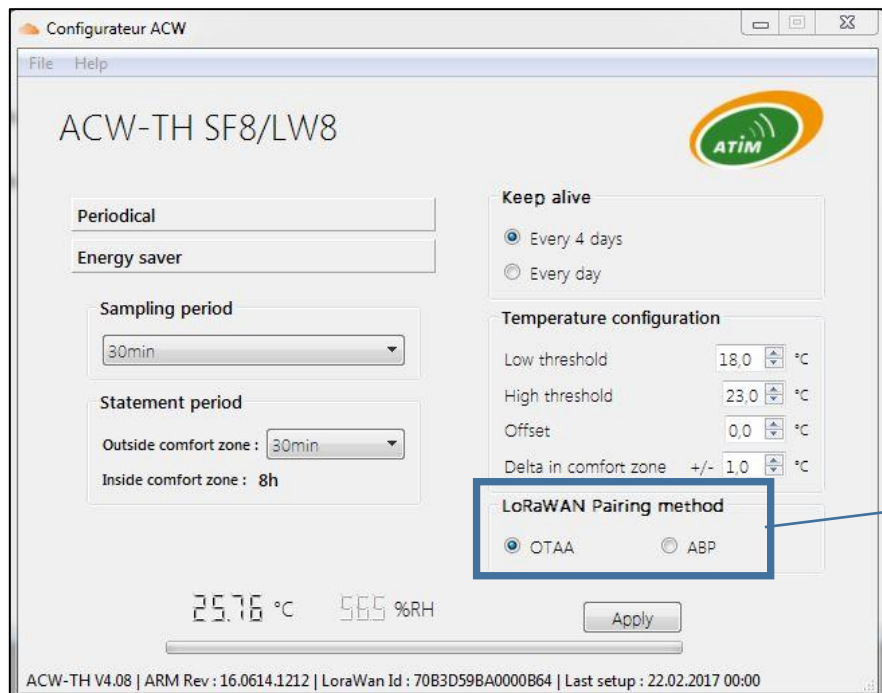 Configurateur ACW
File Help
ACW-TH SF8/LW8
ATiM
Periodical
Energy saver
Sampling period
30min
Statement period
Outside comfort zone : 30min
Inside comfort zone : 8h
Keep alive
Every 4 days
Every day
Temperature configuration
Low threshold 18,0 °C
High threshold 23,0 °C
Offset 0,0 °C
Delta in comfort zone +/- 1,0 °C
LoRaWAN Pairing method
OTAA ABP
25.76 °C 56.5 %RH
Apply
ACW-TH V4.08 | ARM Rev : 16.0614.1212 | LoraWan Id : 70B3D59BA0000B64 | Last setup : 22.02.2017 00:00